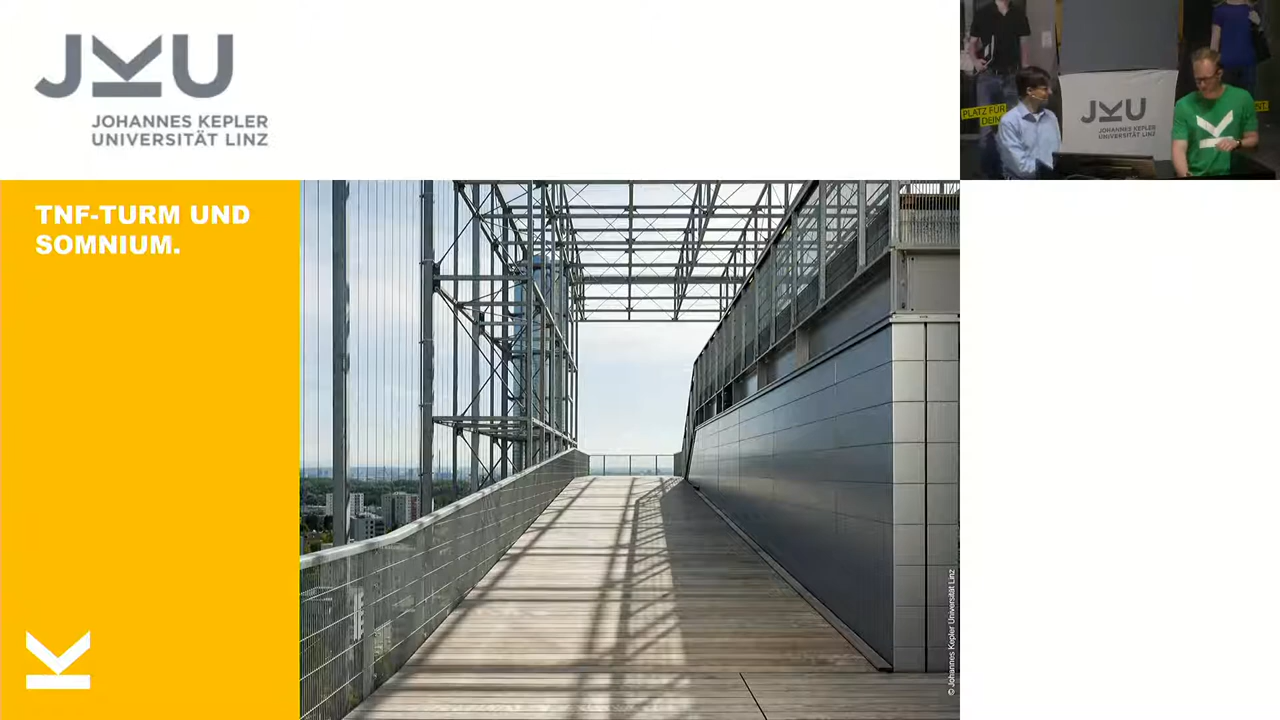 JKU
JOHANNES KEPLER
UNIVERSITÄT LINZ
PLATZ FÜR
DEIN
JKU
JOHANNES KEPLER
UNIVERSITÄT LINZ
NT.
TNF-TURM UND
SOMNIUM.
© Johannes Kepler Universität Linz